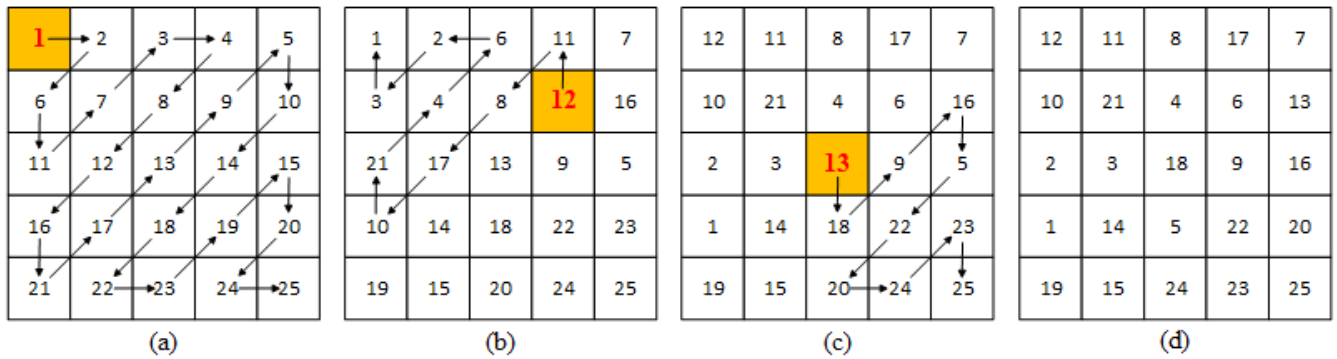 1 2 3 4 5 1 2 6 11 7 12 11 8 17 7 12 11 8 17 7
6 7 8 9 10 3 4 8 12 16 10 21 4 6 16 10 21 4 6 13
11 12 13 14 15 21 17 13 9 5 2 3 13 9 5 2 3 18 9 16
16 17 18 19 20 10 14 18 22 23 1 14 18 22 23 1 14 5 22 20
21 22 23 24 25 19 15 20 24 25 19 15 20 24 25 19 15 24 23 25
(a) (b) (c) (d)